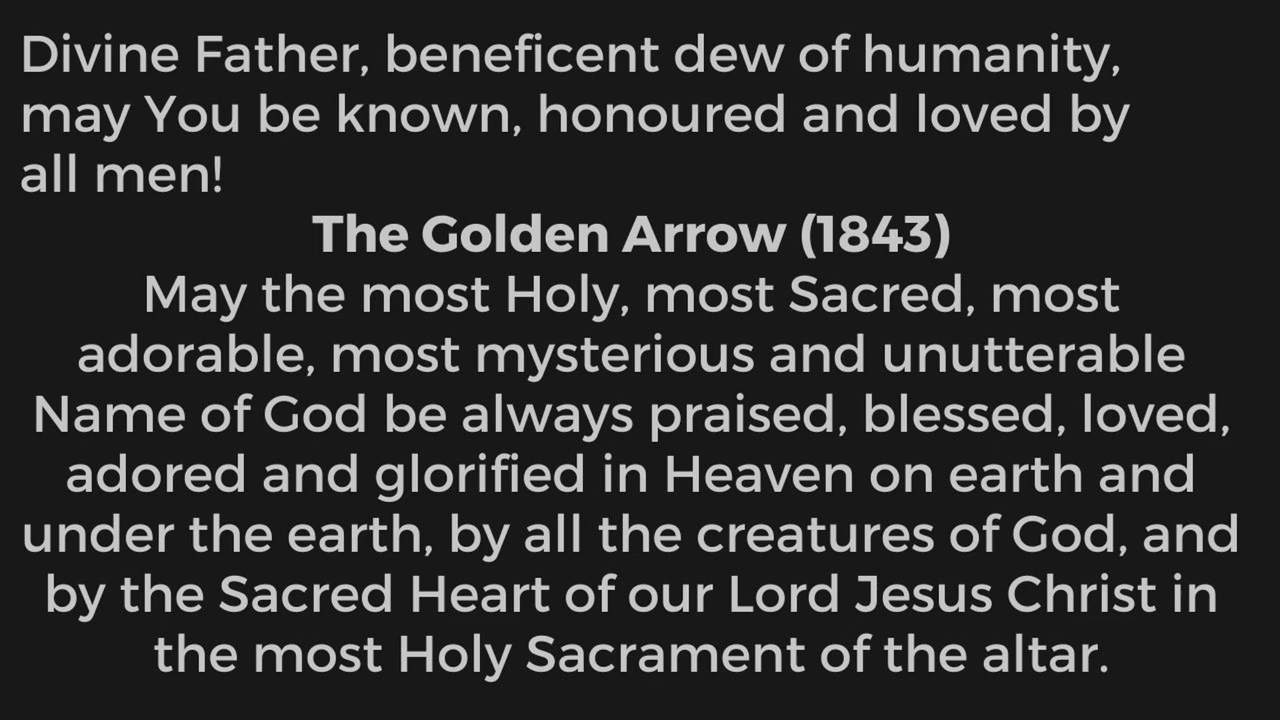 Divine Father, beneficent dew of humanity,
may You be known, honoured and loved by
all men!
The Golden Arrow (1843)
May the most Holy, most Sacred, most
adorable, most mysterious and unutterable
Name of God be always praised, blessed, loved,
adored and glorified in Heaven on earth and
under the earth, by all the creatures of God, and
by the Sacred Heart of our Lord Jesus Christ in
the most Holy Sacrament of the altar.